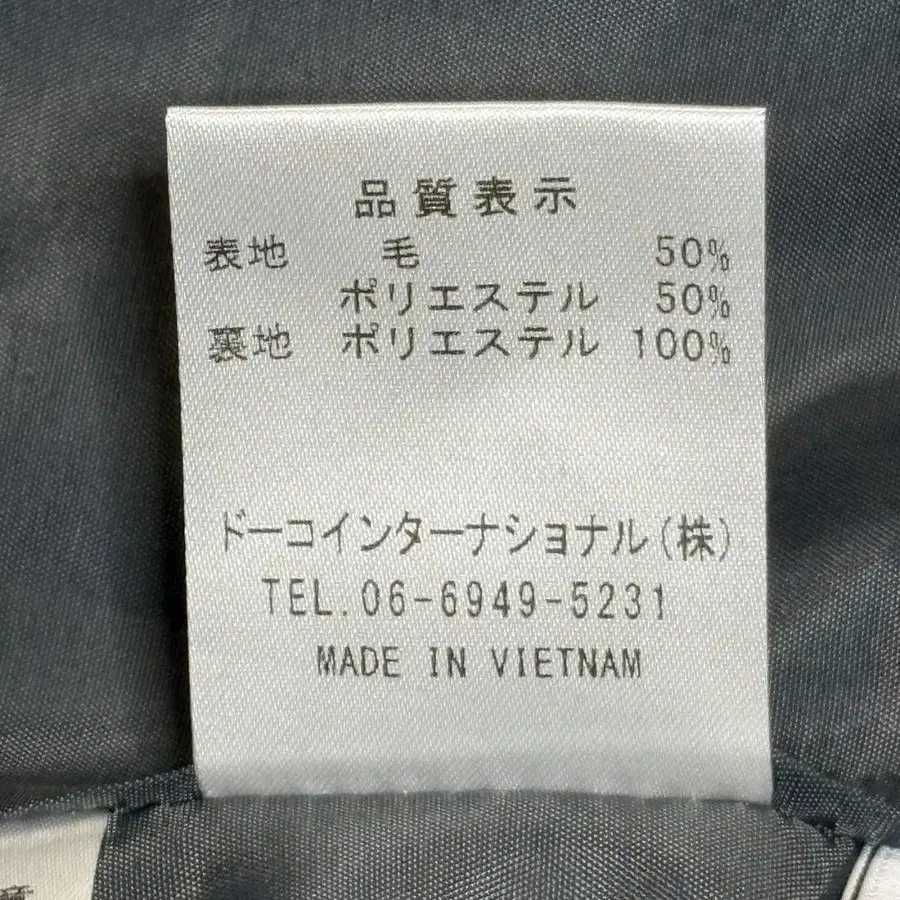 品質表示
表地 毛 50%
ポリエステル 50%
裏地 ポリエステル 100%
ドーコインターナショナル(株)
TEL.06-6949-5231
MADE IN VIETNAM